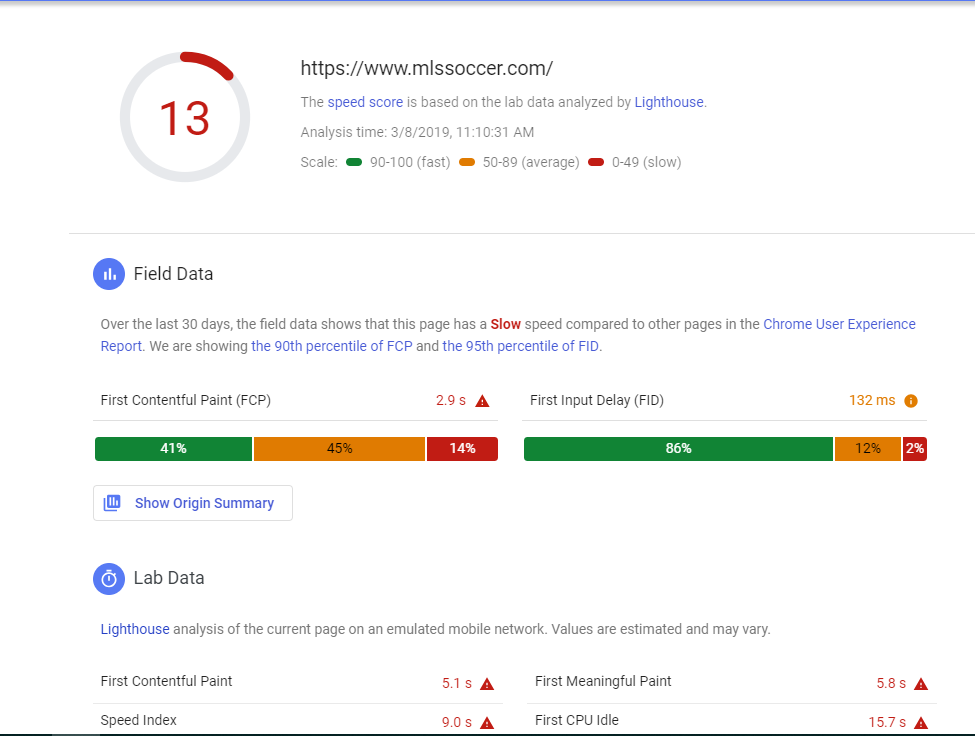 13
https://www.mlssoccer.com/
The speed score is based on the lab data analyzed by Lighthouse.
Analysis time: 3/8/2019, 11:10:31 AM
Scale: 90-100 (fast) 50-89 (average) 0-49 (slow)
Field Data
Over the last 30 days, the field data shows that this page has a Slow speed compared to other pages in the Chrome User Experience
Report. We are showing the 90th percentile of FCP and the 95th percentile of FID.
First Contentful Paint (FCP) 2.9 s
First Input Delay (FID) 132 ms
41% 45% 14%
86% 12% 2%
Show Origin Summary
Lab Data
Lighthouse analysis of the current page on an emulated mobile network. Values are estimated and may vary.
First Contentful Paint 5.1 s
First Meaningful Paint 5.8 s
Speed Index 9.0 s
First CPU Idle 15.7 s